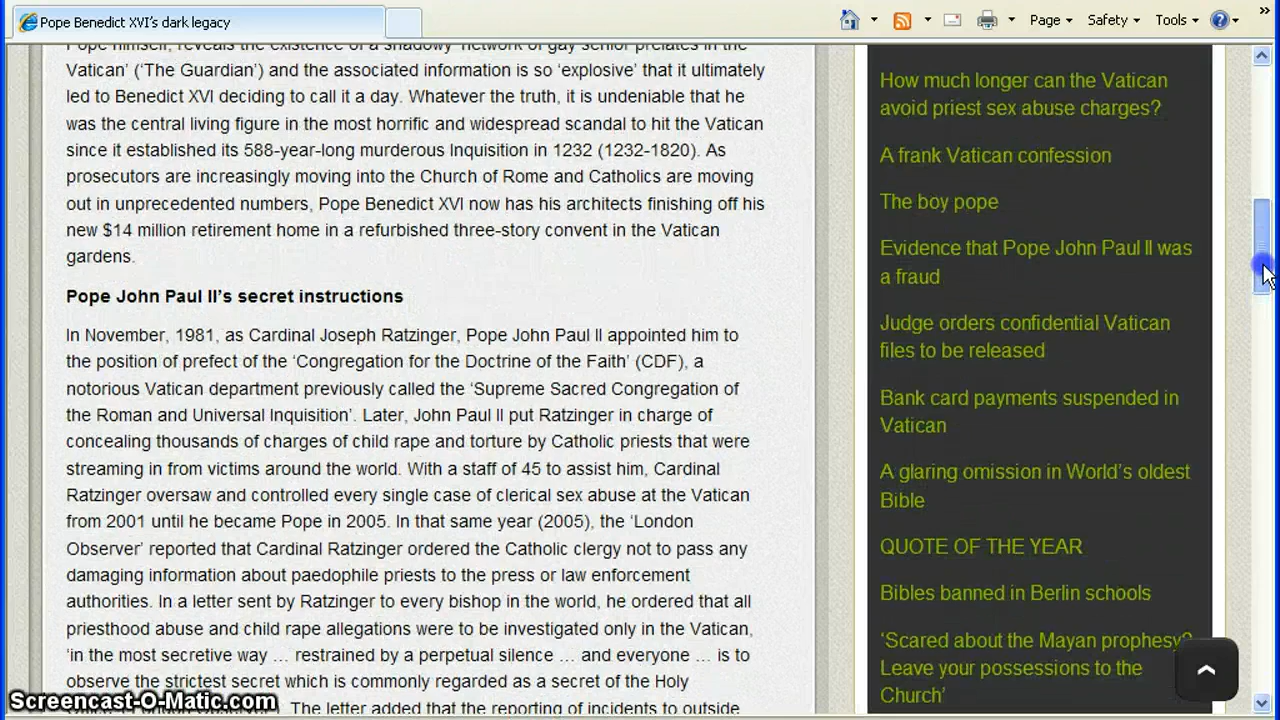 Pope Benedict XVI's dark legacy
Page
Safety
Tools
Pope himself, reveals the existence of a shadowy 'network of gay senior prelates in the
Vatican' ('The Guardian') and the associated information is so 'explosive' that it ultimately
led to Benedict XVI deciding to call it a day. Whatever the truth, it is undeniable that he
was the central living figure in the most horrific and widespread scandal to hit the Vatican
since it established its 588-year-long murderous Inquisition in 1232 (1232-1820). As
prosecutors are increasingly moving into the Church of Rome and Catholics are moving
out in unprecedented numbers, Pope Benedict XVI now has his architects finishing off his
new $14 million retirement home in a refurbished three-story convent in the Vatican
gardens.
Pope John Paul II's secret instructions
In November, 1981, as Cardinal Joseph Ratzinger, Pope John Paul II appointed him to
the position of prefect of the 'Congregation for the Doctrine of the Faith' (CDF), a
notorious Vatican department previously called the 'Supreme Sacred Congregation of
the Roman and Universal Inquisition'. Later, John Paul II put Ratzinger in charge of
concealing thousands of charges of child rape and torture by Catholic priests that were
streaming in from victims around the world. With a staff of 45 to assist him, Cardinal
Ratzinger oversaw and controlled every single case of clerical sex abuse at the Vatican
from 2001 until he became Pope in 2005. In that same year (2005), the 'London
Observer' reported that Cardinal Ratzinger ordered the Catholic clergy not to pass any
damaging information about paedophile priests to the press or law enforcement
authorities. In a letter sent by Ratzinger to every bishop in the world, he ordered that all
priesthood abuse and child rape allegations were to be investigated only in the Vatican,
'in the most secretive way … restrained by a perpetual silence … and everyone … is to
observe the strictest secret which is commonly regarded as a secret of the Holy
The letter added that the reporting of incidents to outside
How much longer can the Vatican
avoid priest sex abuse charges?
A frank Vatican confession
The boy pope
Evidence that Pope John Paul II was
a fraud
Judge orders confidential Vatican
files to be released
Bank card payments suspended in
Vatican
A glaring omission in World's oldest
Bible
QUOTE OF THE YEAR
Bibles banned in Berlin schools
'Scared about the Mayan prophesy?
Leave your possessions to the
Church'
Screencast-O-Matic.com